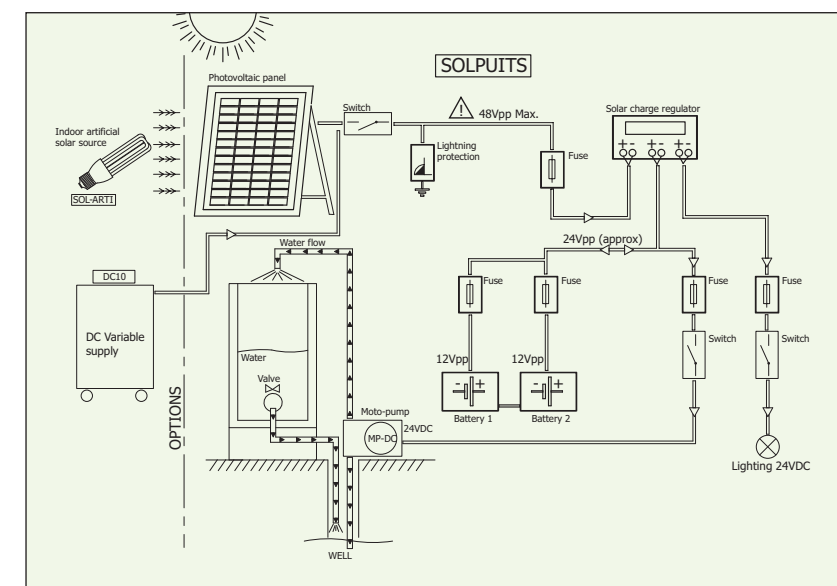 SOLPUITS
Photovoltaic panel
Switch
48Vpp Max.
Solar charge regulator
Indoor artificial
solar source
SOL-ARTI
Lightning
protection
Fuse
+ - + - + -
Water flow
24Vpp (approx)
DC10
DC Variable
supply
Fuse
Fuse
Fuse
Fuse
Water
Valve
OPTIONS
12Vpp
12Vpp
Switch
Switch
- +
- +
Battery 1
Battery 2
Moto-pump
24VDC
MP-DC
Lighting 24VDC
WELL